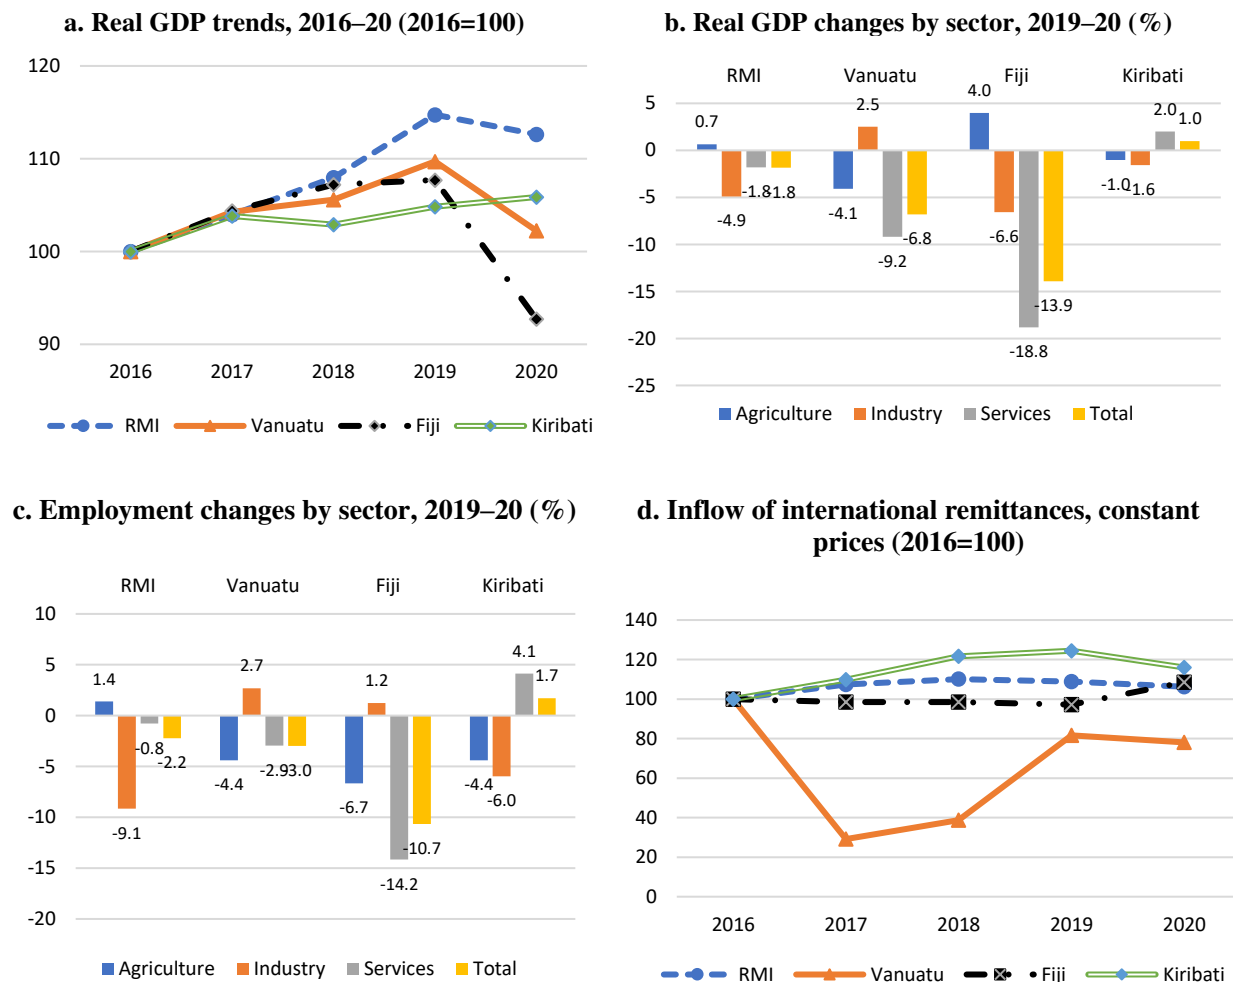 a. Real GDP trends, 2016–20 (2016=100)
120
110
100
90
2016 2017 2018 2019 2020
RMI Vanuatu Fiji Kiribati
b. Real GDP changes by sector, 2019–20 (%)
RMI Vanuatu Fiji Kiribati
5
0
-5
-10
-15
-20
-25
0.7 -4.9 -1.8 -1.8
-4.1 2.5 -9.2 -6.8
4.0 -6.6 -18.8 -13.9
-1.0 -1.6 2.0 1.0
Agriculture Industry Services Total
c. Employment changes by sector, 2019–20 (%)
RMI Vanuatu Fiji Kiribati
10
5
0
-5
-10
-15
-20
1.4 -9.1 -0.8 -2.2
-4.4 2.7 -2.9 -3.0
-6.7 1.2 -14.2 -10.7
-4.4 -6.0 4.1 1.7
Agriculture Industry Services Total
d. Inflow of international remittances, constant
prices (2016=100)
140
120
100
80
60
40
20
0
2016 2017 2018 2019 2020
RMI Vanuatu Fiji Kiribati